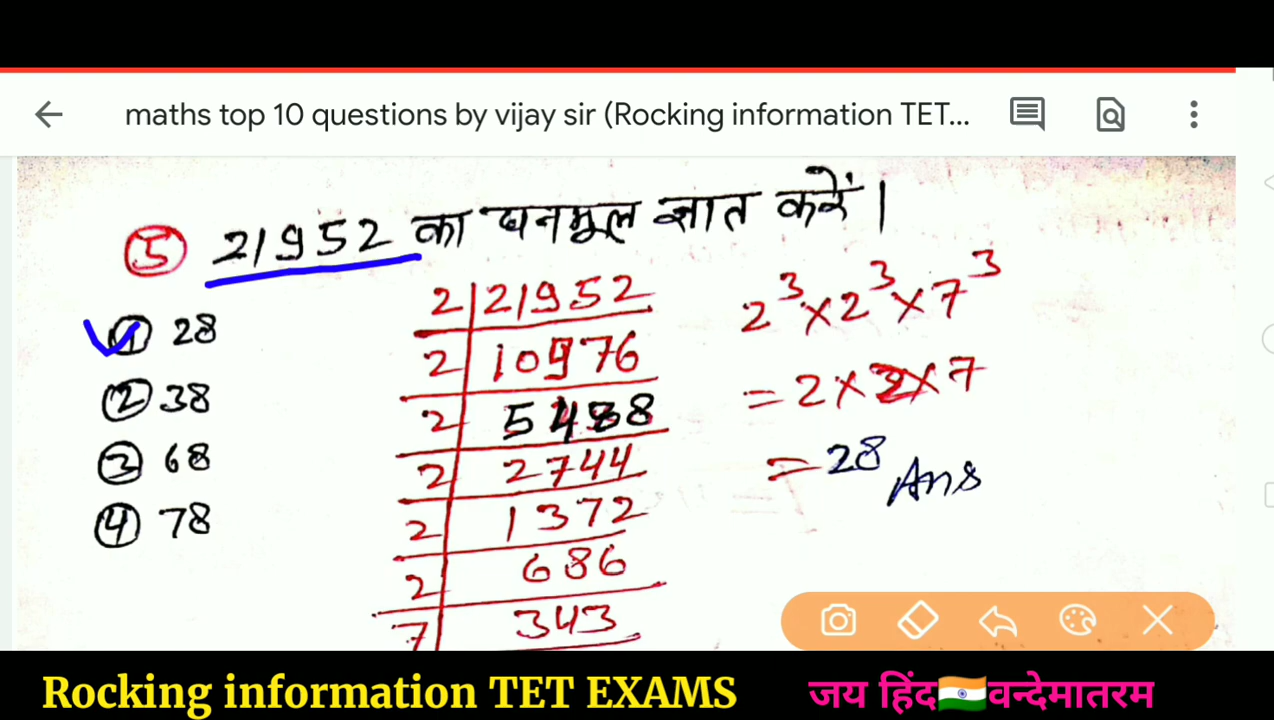 maths top 10 questions by vijay sir (Rocking information TET...
5 21952 का घनमूल ज्ञात करें।
1 28
2 38
3 68
4 78
2 | 21952
2 | 10976
2 | 5488
2 | 2744
2 | 1372
2 | 686
7 | 343
2³×2³×7³
= 2×2×7
= 28 Ans
Rocking information TET EXAMS
जय हिंद🇮🇳वन्देमातरम